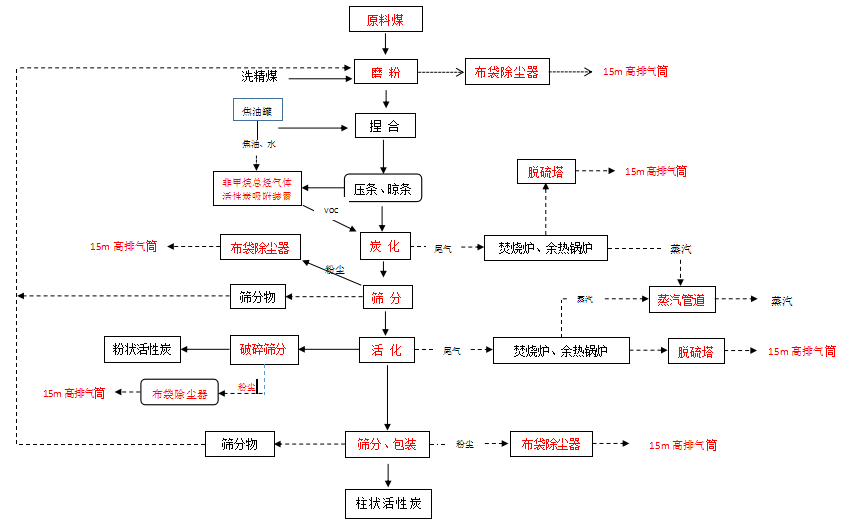 原料煤
洗精煤
磨 粉
布袋除尘器
15m 高排气筒
焦油罐
捏 合
焦油、水
脱硫塔
15m 高排气筒
非甲烷总烃气体
活性炭吸附装置
压条、晾条
VOC
15m 高排气筒
布袋除尘器
炭 化
尾气
焚烧炉、余热锅炉
蒸汽
粉尘
筛分物
筛 分
蒸汽
蒸汽管道
蒸汽
粉状活性炭
破碎筛分
活 化
尾气
焚烧炉、余热锅炉
脱硫塔
15m 高排气筒
15m 高排气筒
布袋除尘器
粉尘
筛分物
筛分、包装
粉尘
布袋除尘器
15m 高排气筒
柱状活性炭